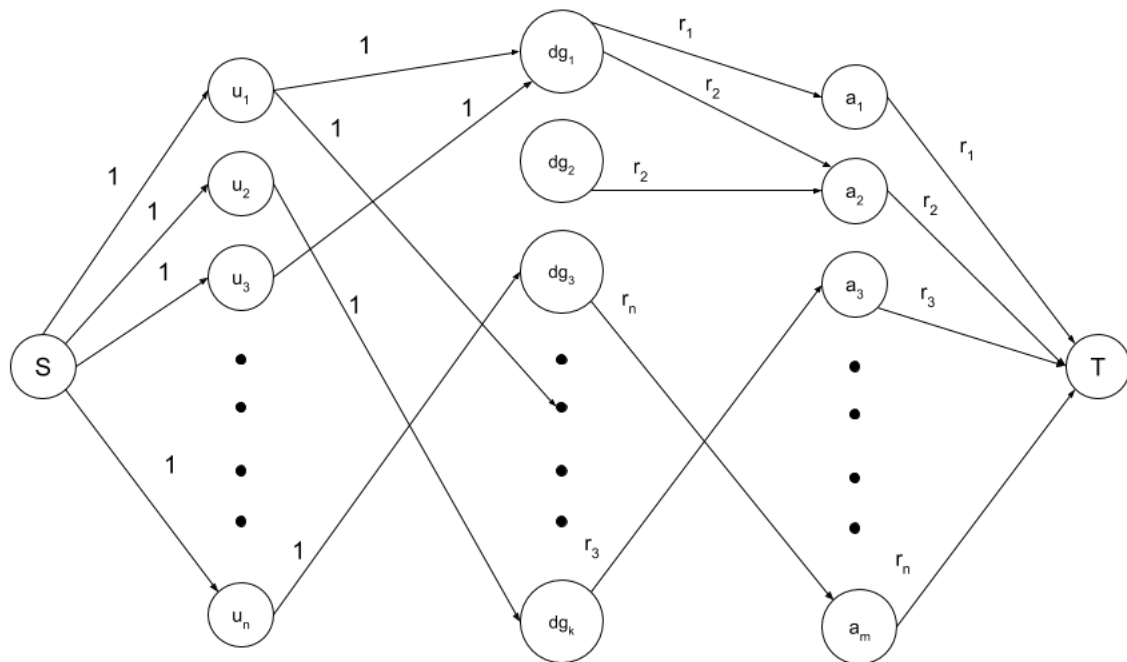 1
r₁
dg₁
u₁
1
1
r₂
a₁
1
r₁
dg₂
r₂
u₂
1
a₂
r₂
1
u₃
dg₃
a₃
r₃
1
rₙ
S
T
1
1
r₃
rₙ
uₙ
dgₖ
aₘ